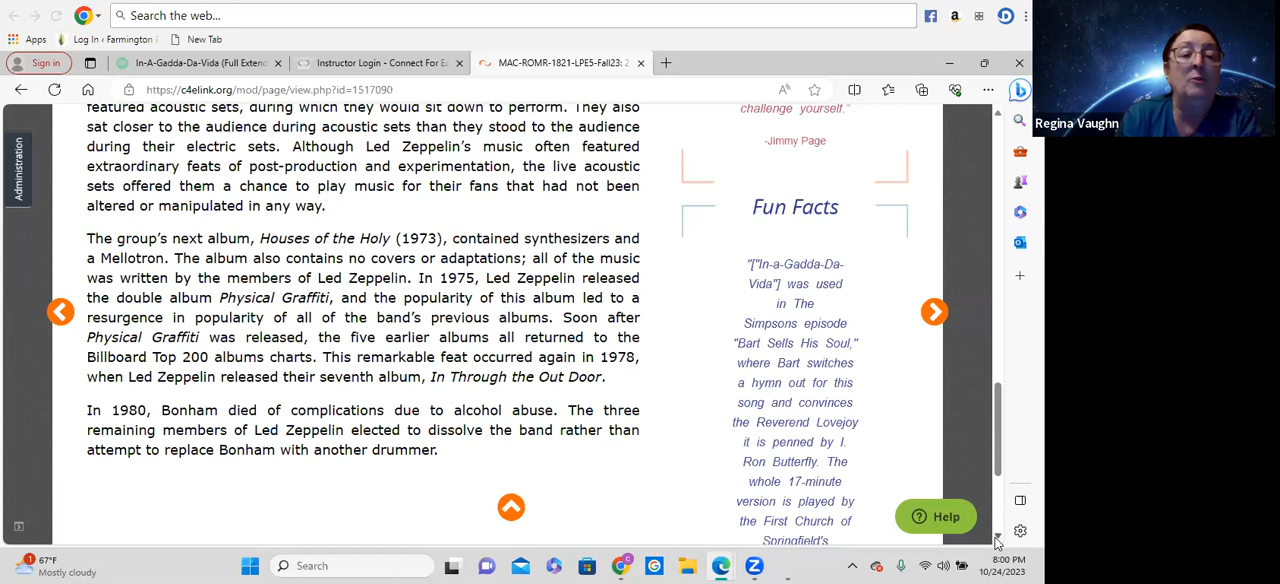 Search the web...
Apps
Log In ‹ Farmington
New Tab
Sign in
In-A-Gadda-Da-Vida (Full Extend
Instructor Login - Connect For E
MAC-ROMR-1821-LPE5-Fall23: 2
https://c4elink.org/mod/page/view.php?id=1517090
Regina Vaughn
Administration
featured acoustic sets, during which they would sit down to perform. They also
sat closer to the audience during acoustic sets than they stood to the audience
during their electric sets. Although Led Zeppelin's music often featured
extraordinary feats of post-production and experimentation, the live acoustic
sets offered them a chance to play music for their fans that had not been
altered or manipulated in any way.
The group's next album, Houses of the Holy (1973), contained synthesizers and
a Mellotron. The album also contains no covers or adaptations; all of the music
was written by the members of Led Zeppelin. In 1975, Led Zeppelin released
the double album Physical Graffiti, and the popularity of this album led to a
resurgence in popularity of all of the band's previous albums. Soon after
Physical Graffiti was released, the five earlier albums all returned to the
Billboard Top 200 albums charts. This remarkable feat occurred again in 1978,
when Led Zeppelin released their seventh album, In Through the Out Door.
In 1980, Bonham died of complications due to alcohol abuse. The three
remaining members of Led Zeppelin elected to dissolve the band rather than
attempt to replace Bonham with another drummer.
challenge yourself."
-Jimmy Page
Fun Facts
"["In-a-Gadda-Da-
Vida"] was used
in The
Simpsons episode
"Bart Sells His Soul,"
where Bart switches
a hymn out for this
song and convinces
the Reverend Lovejoy
it is penned by I.
Ron Butterfly. The
whole 17-minute
version is played by
the First Church of
Springfield's
Help
67°F
Mostly cloudy
Search
8:00 PM
10/24/2023